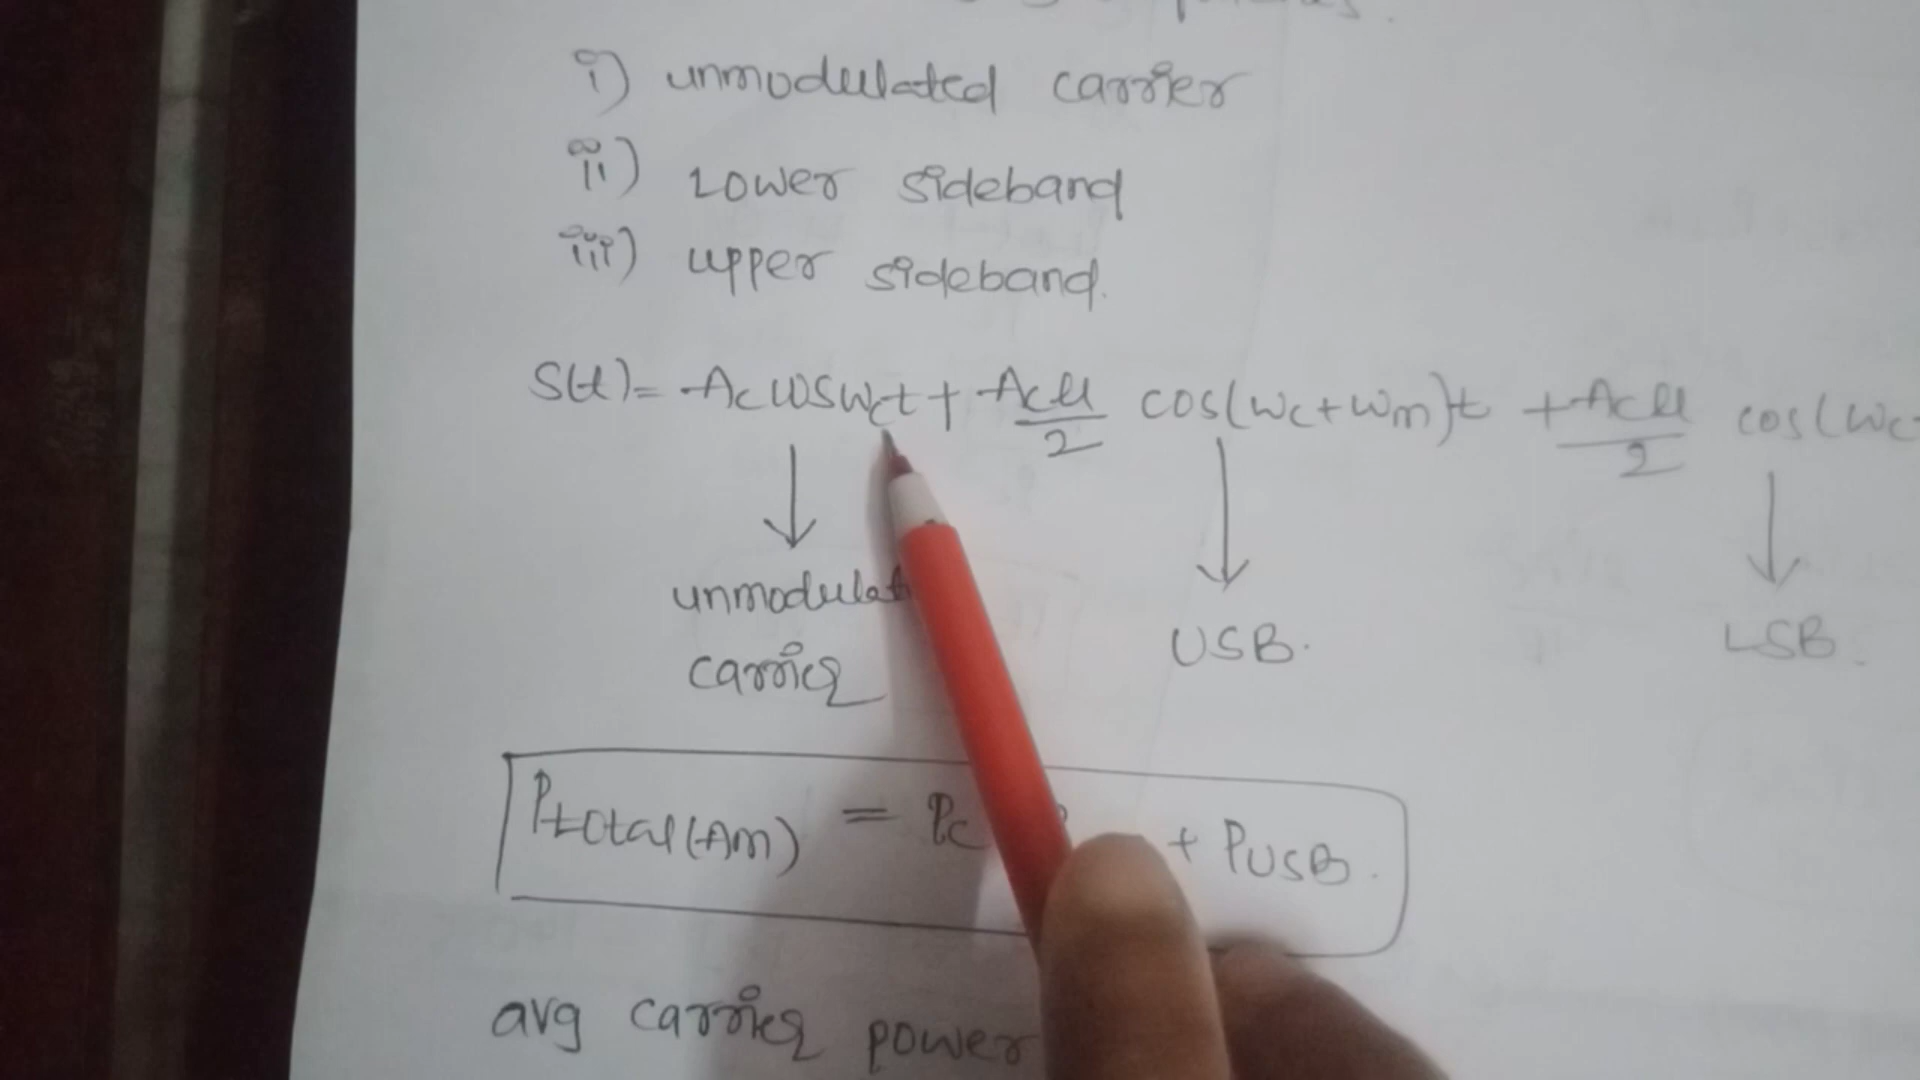 i) unmodulated carrier
ii) Lower sideband
iii) upper sideband.
S(t)= Ac cos wct + Acμ/2 cos(wc+wm)t + Acμ/2 cos(wc
↓ ↓ ↓
unmodulat USB. LSB.
carrier
Ptotal(Am) = Pc + PUSB.
avg carrier power